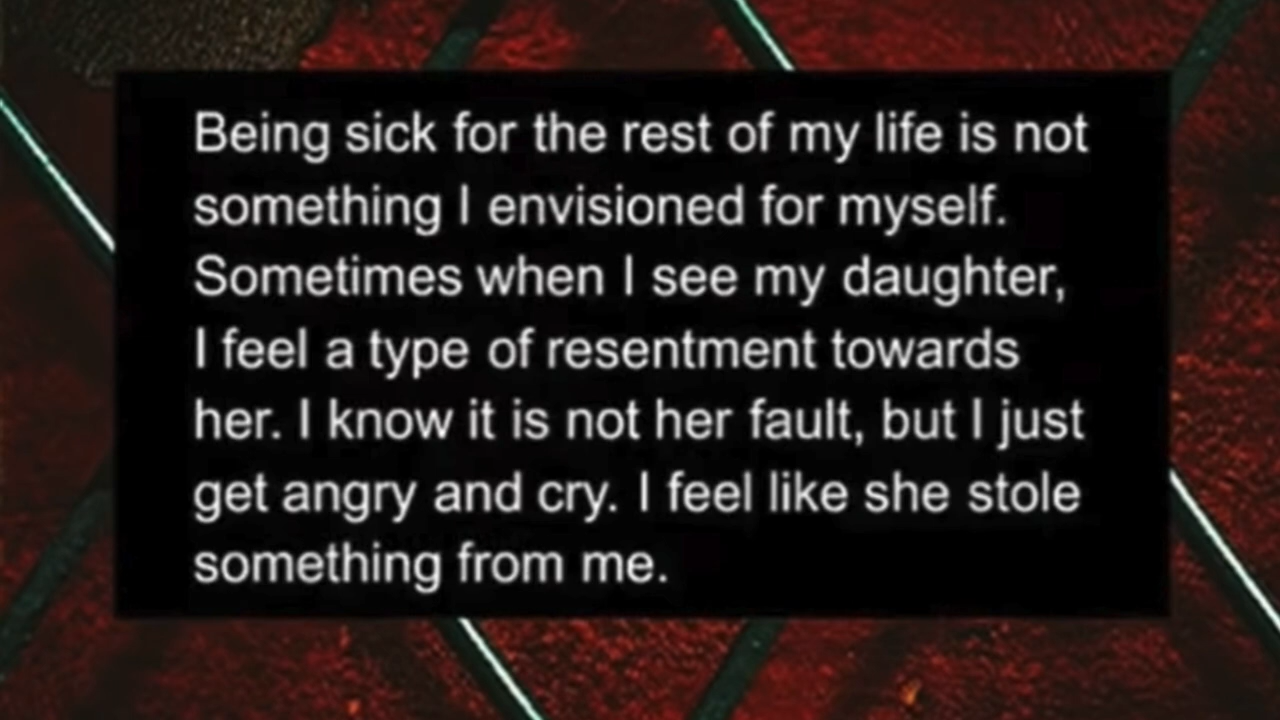 Being sick for the rest of my life is not
something I envisioned for myself.
Sometimes when I see my daughter,
I feel a type of resentment towards
her. I know it is not her fault, but I just
get angry and cry. I feel like she stole
something from me.